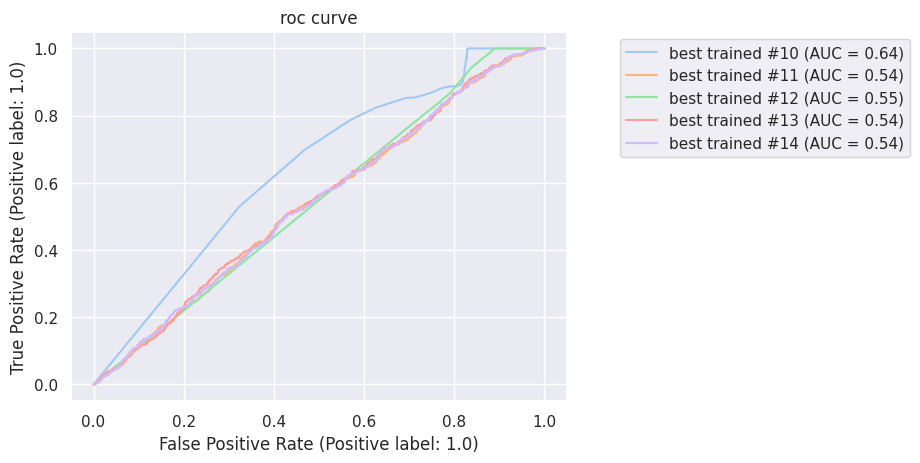 roc curve
1.0
0.8
0.6
0.4
0.2
0.0
True Positive Rate (Positive label: 1.0)
0.0 0.2 0.4 0.6 0.8 1.0
False Positive Rate (Positive label: 1.0)
best trained #10 (AUC = 0.64)
best trained #11 (AUC = 0.54)
best trained #12 (AUC = 0.55)
best trained #13 (AUC = 0.54)
best trained #14 (AUC = 0.54)